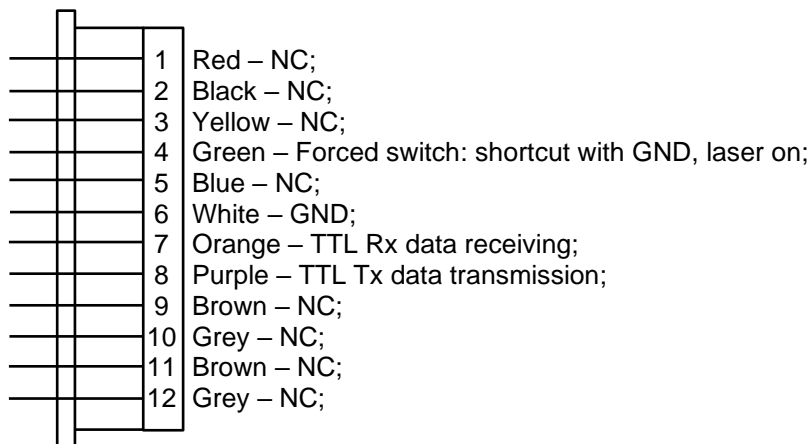 1 Red – NC;
2 Black – NC;
3 Yellow – NC;
4 Green – Forced switch: shortcut with GND, laser on;
5 Blue – NC;
6 White – GND;
7 Orange – TTL Rx data receiving;
8 Purple – TTL Tx data transmission;
9 Brown – NC;
10 Grey – NC;
11 Brown – NC;
12 Grey – NC;